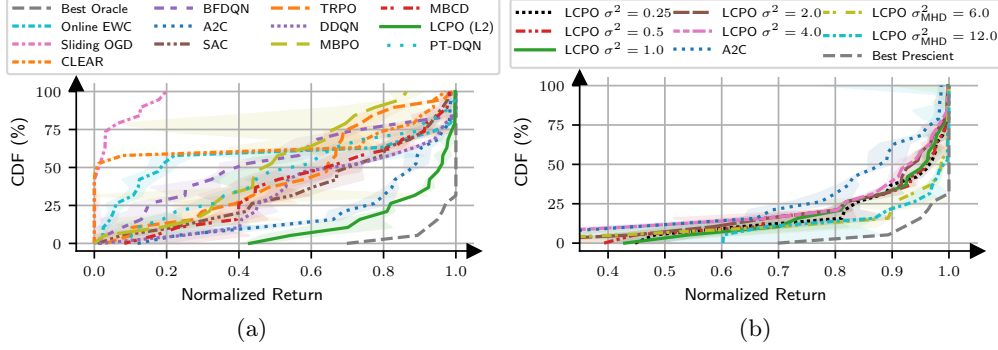 Best Oracle
Online EWC
Sliding OGD
CLEAR
BFDQN
A2C
SAC
TRPO
DDQN
MBPO
MBCD
LCPO (L2)
PT-DQN
CDF (%)
100
75
50
25
0
0.0 0.2 0.4 0.6 0.8 1.0
Normalized Return
(a)
LCPO σ² = 0.25
LCPO σ² = 0.5
LCPO σ² = 1.0
LCPO σ² = 2.0
LCPO σ² = 4.0
A2C
LCPO σ²_MHD = 6.0
LCPO σ²_MHD = 12.0
Best Prescient
CDF (%)
100
75
50
25
0
0.4 0.5 0.6 0.7 0.8 0.9 1.0
Normalized Return
(b)